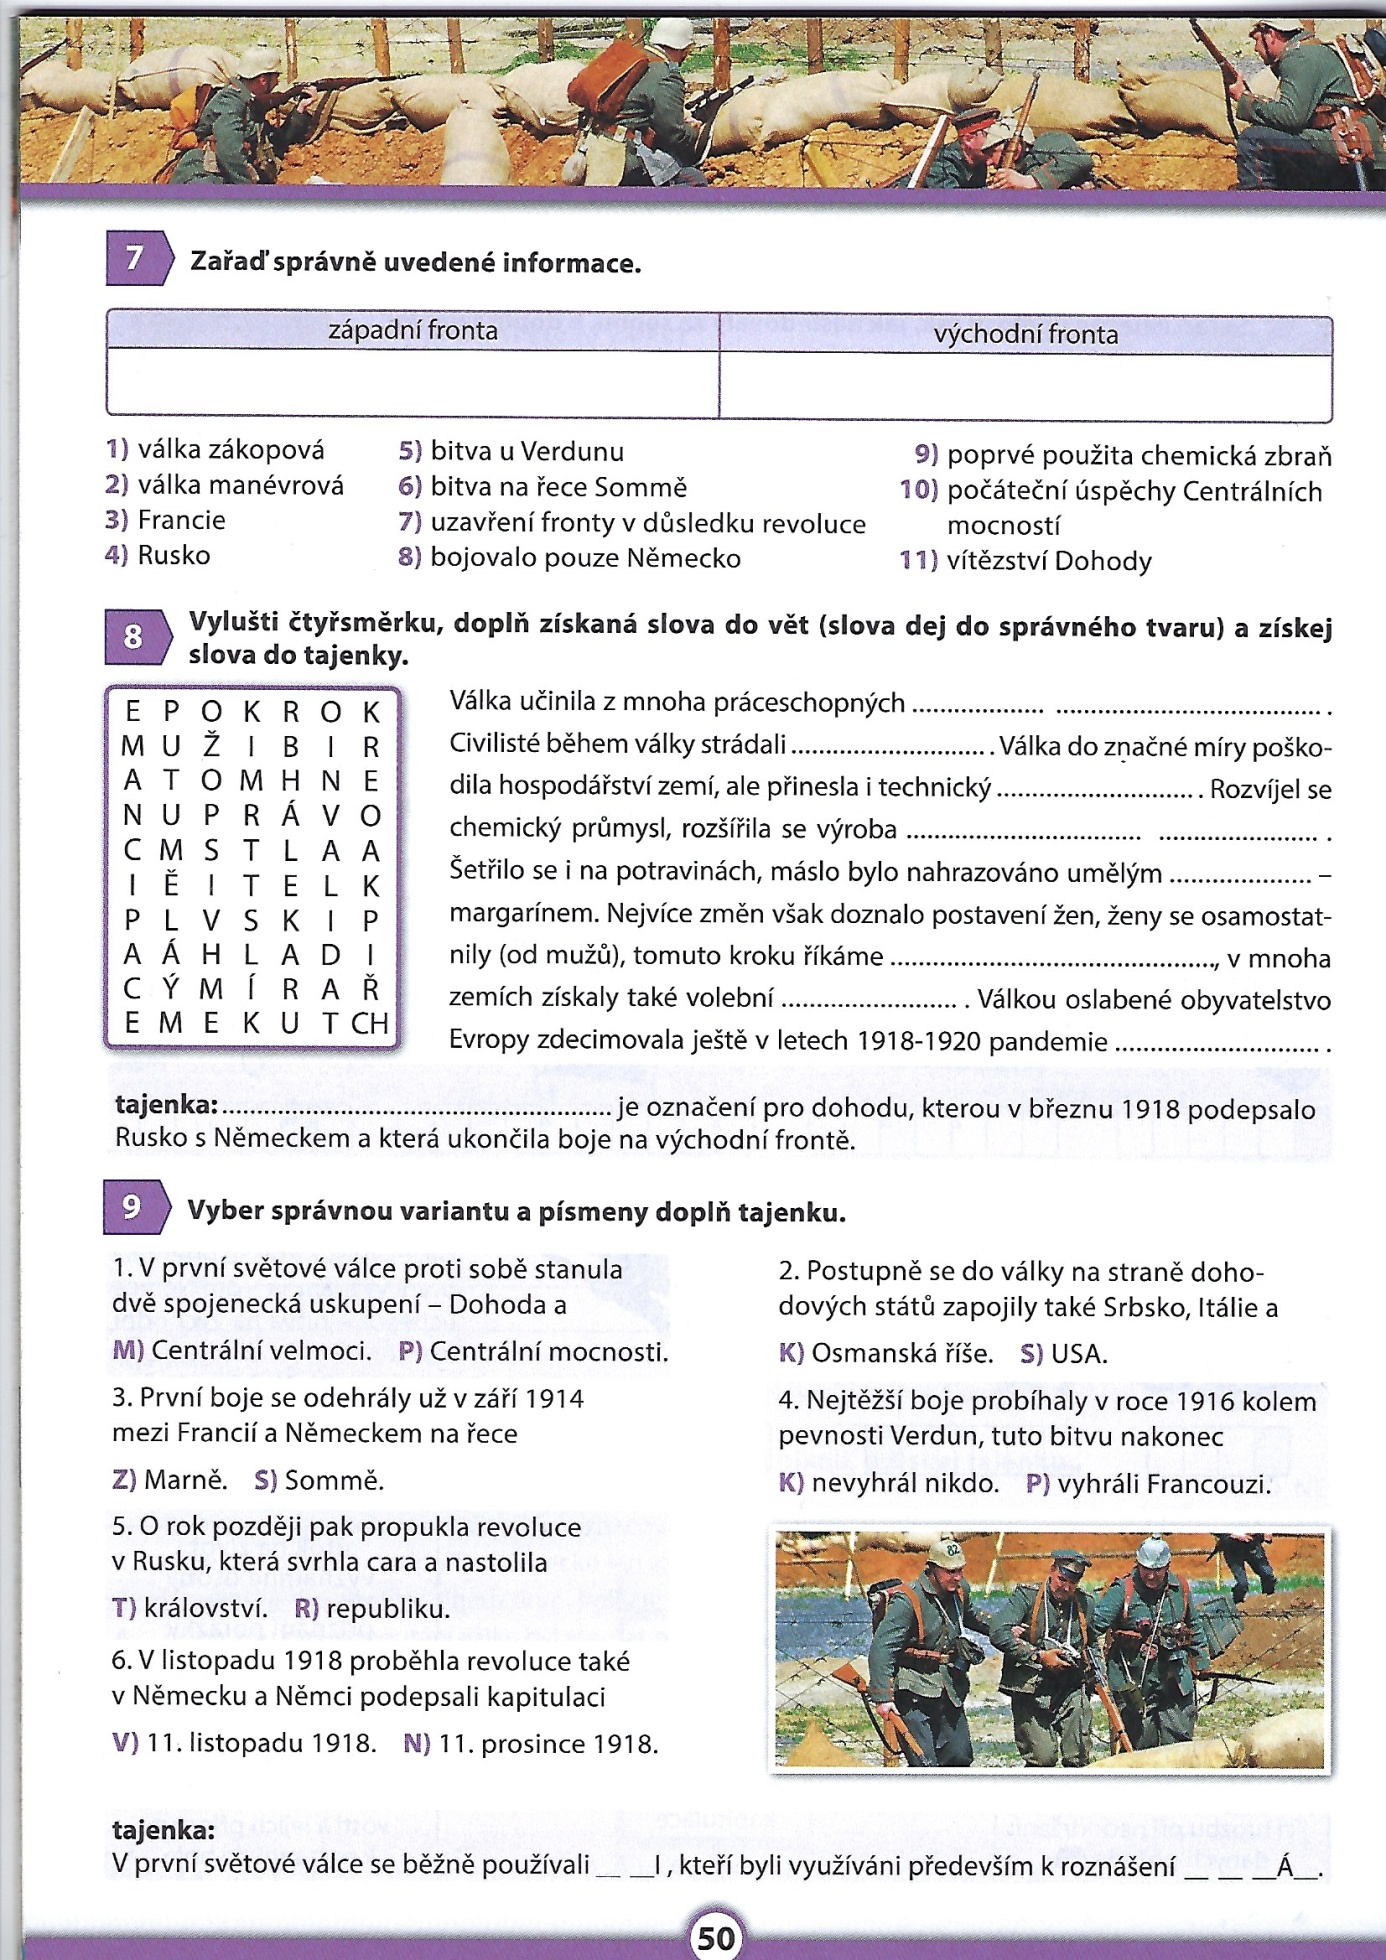 7 Zařaď správně uvedené informace.
západní fronta
východní fronta
1) válka zákopová
2) válka manévrová
3) Francie
4) Rusko
5) bitva u Verdunu
6) bitva na řece Sommě
7) uzavření fronty v důsledku revoluce
8) bojovalo pouze Německo
9) poprvé použita chemická zbraň
10) počáteční úspěchy Centrálních
mocností
11) vítězství Dohody
8 Vylušti čtyřsměrku, doplň získaná slova do vět (slova dej do správného tvaru) a získej
slova do tajenky.
E P O K R O K
M U Ž I B I R
A T O M H N E
N U P R Á V O
C M S T L A A
I Ě I T E L K
P L V S K I P
A Á H L A D I
C Ý M Í R A Ř
E M E K U T CH
Válka učinila z mnoha práceschopných .................. ..................................... .
Civilisté během války strádali ........................... . Válka do značné míry poško-
dila hospodářství zemí, ale přinesla i technický ........................... . Rozvíjel se
chemický průmysl, rozšířila se výroba ................................. ...................... .
Šetřilo se i na potravinách, máslo bylo nahrazováno umělým .................... –
margarínem. Nejvíce změn však doznalo postavení žen, ženy se osamostat-
nily (od mužů), tomuto kroku říkáme ............................................., v mnoha
zemích získaly také volební ......................... . Válkou oslabené obyvatelstvo
Evropy zdecimovala ještě v letech 1918-1920 pandemie ............................. .
tajenka: ...................................................... je označení pro dohodu, kterou v březnu 1918 podepsalo
Rusko s Německem a která ukončila boje na východní frontě.
9 Vyber správnou variantu a písmeny doplň tajenku.
1. V první světové válce proti sobě stanula
dvě spojenecká uskupení – Dohoda a
M) Centrální velmoci. P) Centrální mocnosti.
2. Postupně se do války na straně doho-
dových států zapojily také Srbsko, Itálie a
K) Osmanská říše. S) USA.
3. První boje se odehrály už v září 1914
mezi Francií a Německem na řece
Z) Marně. S) Sommě.
4. Nejtěžší boje probíhaly v roce 1916 kolem
pevnosti Verdun, tuto bitvu nakonec
K) nevyhrál nikdo. P) vyhráli Francouzi.
5. O rok později pak propukla revoluce
v Rusku, která svrhla cara a nastolila
T) království. R) republiku.
6. V listopadu 1918 proběhla revoluce také
v Německu a Němci podepsali kapitulaci
V) 11. listopadu 1918. N) 11. prosince 1918.
82
tajenka:
V první světové válce se běžně používali __ __I , kteří byli využíváni především k roznášení __ __ __Á__.
50